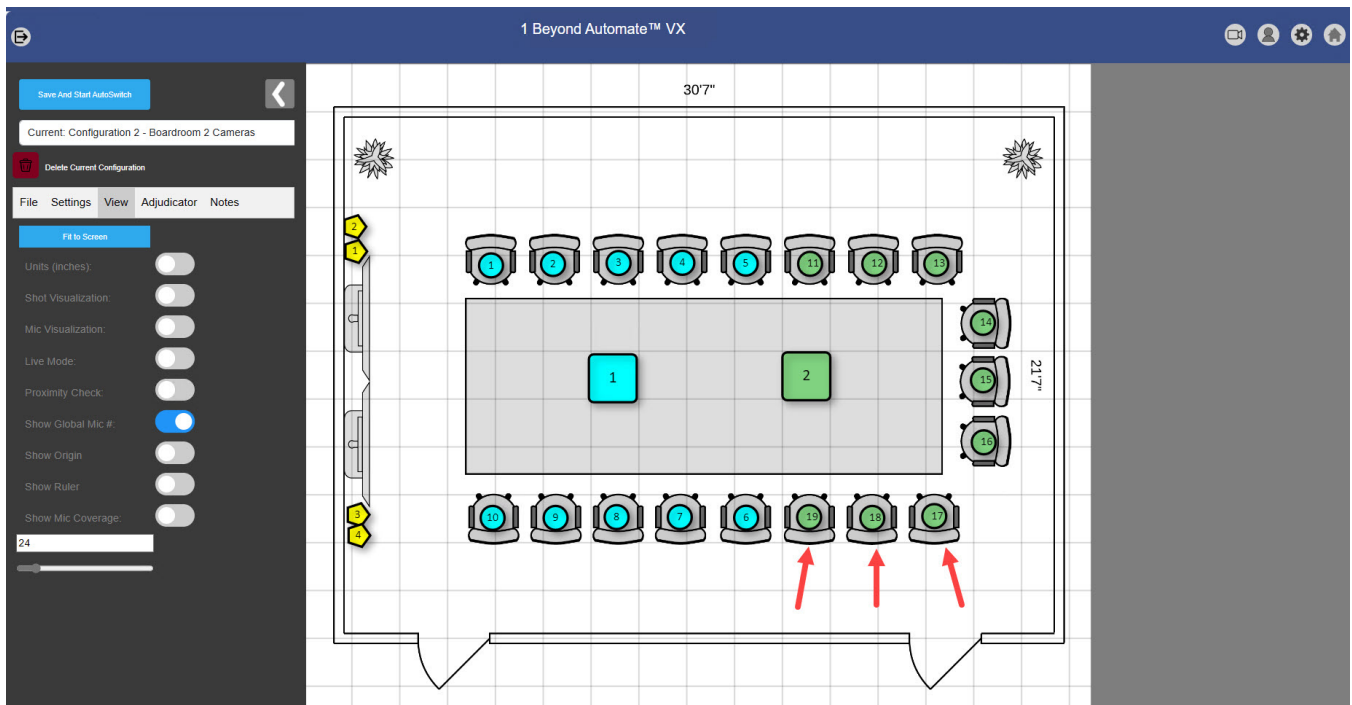 1 Beyond Automate™ VX
Save And Start AutoSwitch
Current: Configuration 2 - Boardroom 2 Cameras
Delete Current Configuration
File Settings View Adjudicator Notes
Fit to Screen
Units (inches):
Shot Visualization:
Mic Visualization:
Live Mode:
Proximity Check:
Show Global Mic #:
Show Origin
Show Ruler
Show Mic Coverage:
24
30'7"
2
1
1 2 3 4 5 11 12 13
14
15
16
1 2
21'7"
3
4
10 9 8 7 6 19 18 17